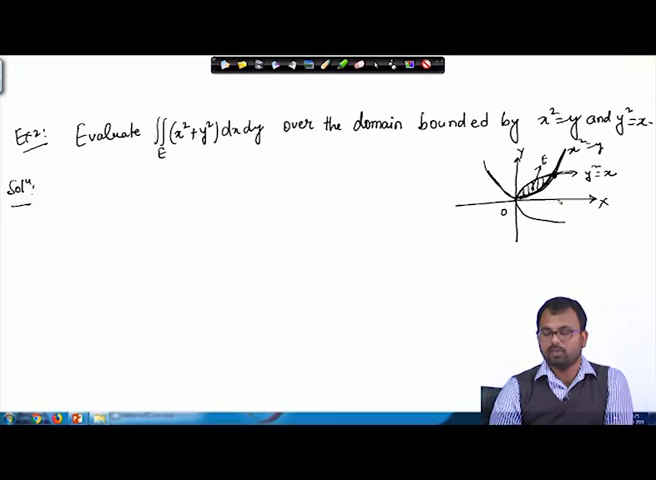 Ex 2: Evaluate ∬_E (x²+y²) dx dy over the domain bounded by x²=y and y²=x.
Solⁿ:
Y
E
x²=y
y²=x
O
X